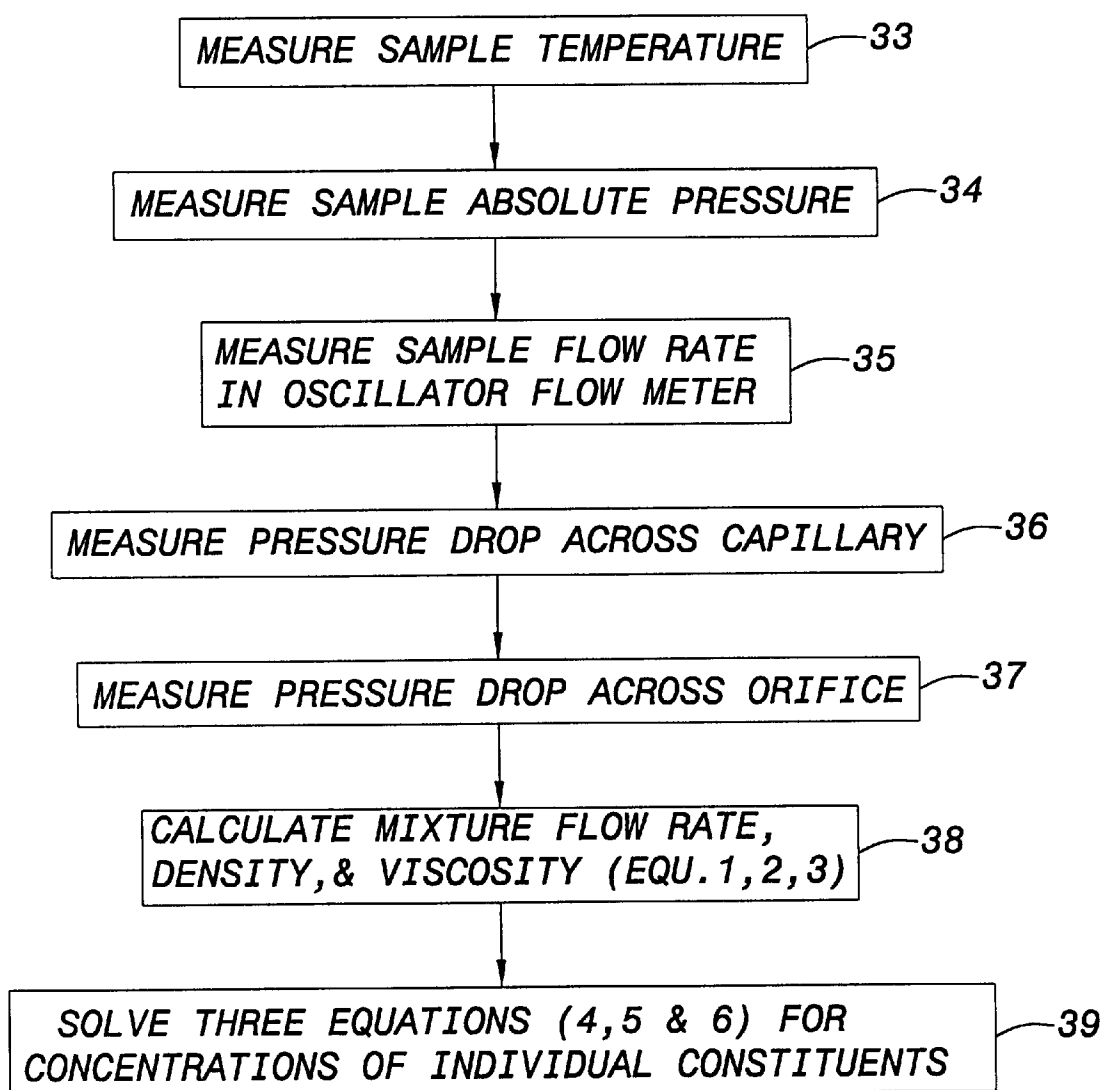 MEASURE SAMPLE TEMPERATURE
33
MEASURE SAMPLE ABSOLUTE PRESSURE
34
MEASURE SAMPLE FLOW RATE
IN OSCILLATOR FLOW METER
35
MEASURE PRESSURE DROP ACROSS CAPILLARY
36
MEASURE PRESSURE DROP ACROSS ORIFICE
37
CALCULATE MIXTURE FLOW RATE,
DENSITY,& VISCOSITY (EQU.1,2,3)
38
SOLVE THREE EQUATIONS (4,5 & 6) FOR
CONCENTRATIONS OF INDIVIDUAL CONSTITUENTS
39